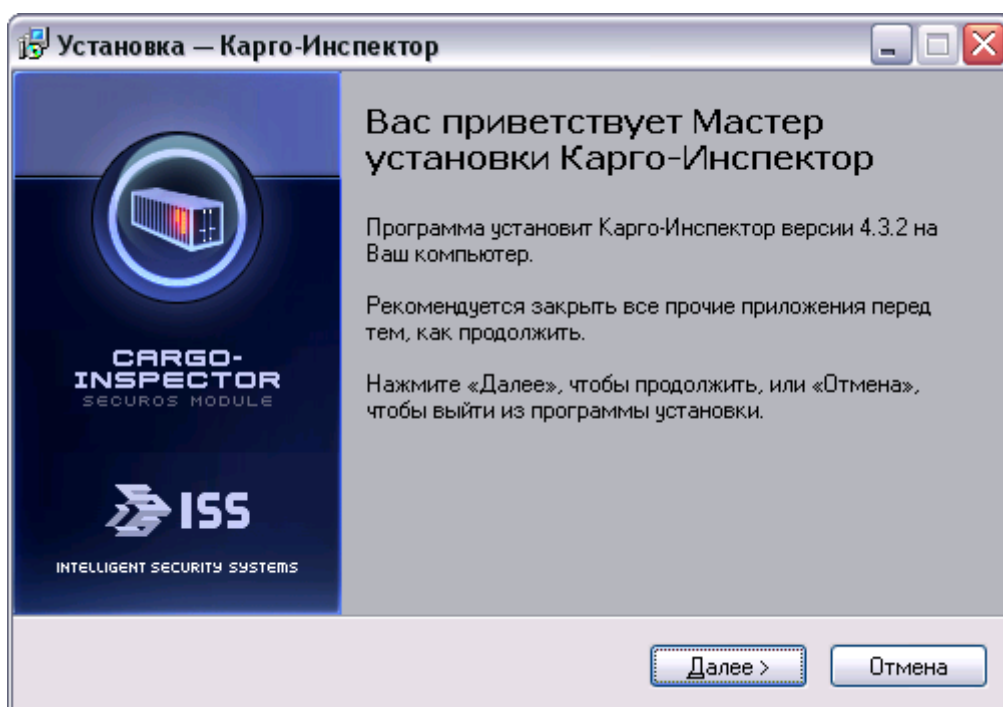 Установка — Карго-Инспектор
Вас приветствует Мастер
установки Карго-Инспектор
Программа установит Карго-Инспектор версии 4.3.2 на
Ваш компьютер.
Рекомендуется закрыть все прочие приложения перед
тем, как продолжить.
Нажмите «Далее», чтобы продолжить, или «Отмена»,
чтобы выйти из программы установки.
CARGO-
INSPECTOR
SECUROS MODULE
ISS
INTELLIGENT SECURITY SYSTEMS
Далее >
Отмена